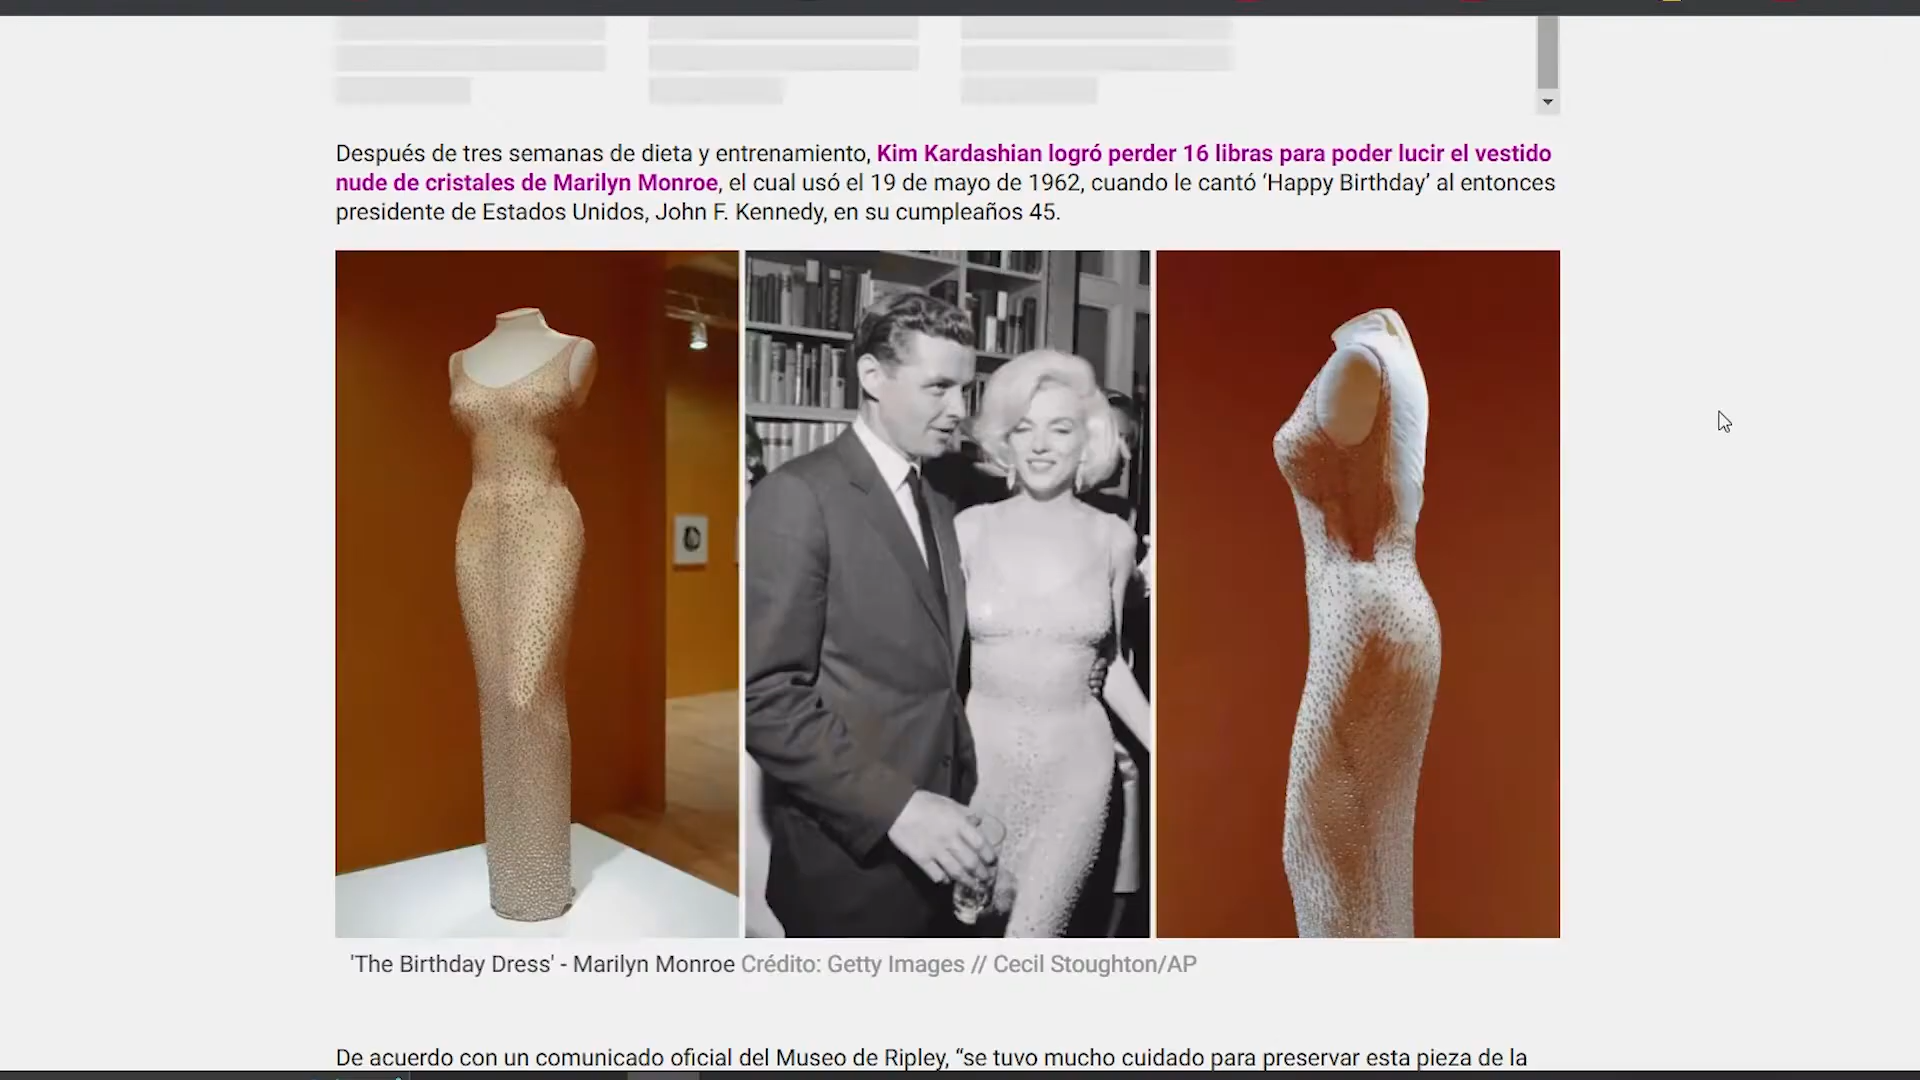 Después de tres semanas de dieta y entrenamiento, Kim Kardashian logró perder 16 libras para poder lucir el vestido
nude de cristales de Marilyn Monroe, el cual usó el 19 de mayo de 1962, cuando le cantó ‘Happy Birthday’ al entonces
presidente de Estados Unidos, John F. Kennedy, en su cumpleaños 45.
'The Birthday Dress' - Marilyn Monroe Crédito: Getty Images // Cecil Stoughton/AP
De acuerdo con un comunicado oficial del Museo de Ripley, “se tuvo mucho cuidado para preservar esta pieza de la